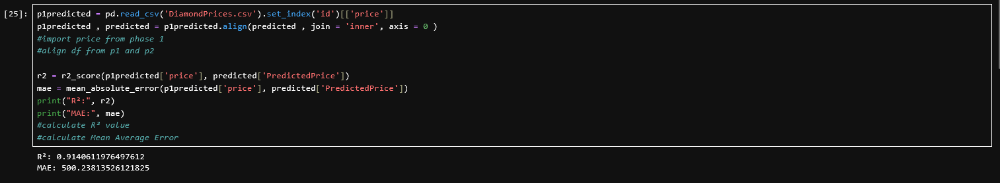 [25]: p1predicted = pd.read_csv('DiamondPrices.csv').set_index('id')[['price']]
p1predicted , predicted = p1predicted.align(predicted , join = 'inner', axis = 0 )
#import price from phase 1
#align df from p1 and p2
r2 = r2_score(p1predicted['price'], predicted['PredictedPrice'])
mae = mean_absolute_error(p1predicted['price'], predicted['PredictedPrice'])
print("R²:", r2)
print("MAE:", mae)
#calculate R² value
#calculate Mean Average Error
R²: 0.9140611976497612
MAE: 500.23813526121825